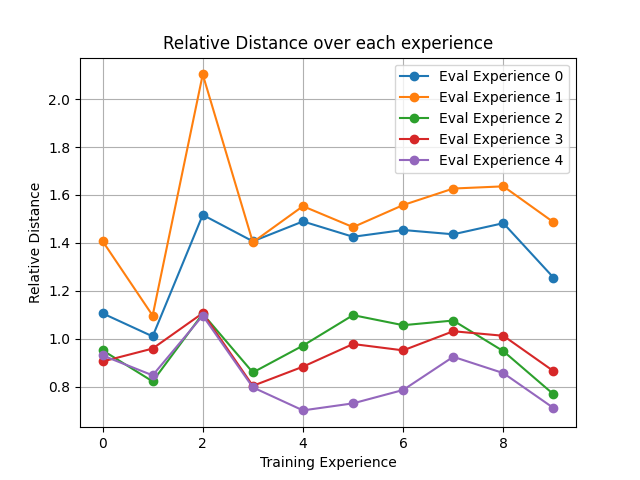 Relative Distance over each experience
Eval Experience 0
Eval Experience 1
Eval Experience 2
Eval Experience 3
Eval Experience 4
2.0
1.8
1.6
1.4
1.2
1.0
0.8
Relative Distance
0 2 4 6 8
Training Experience